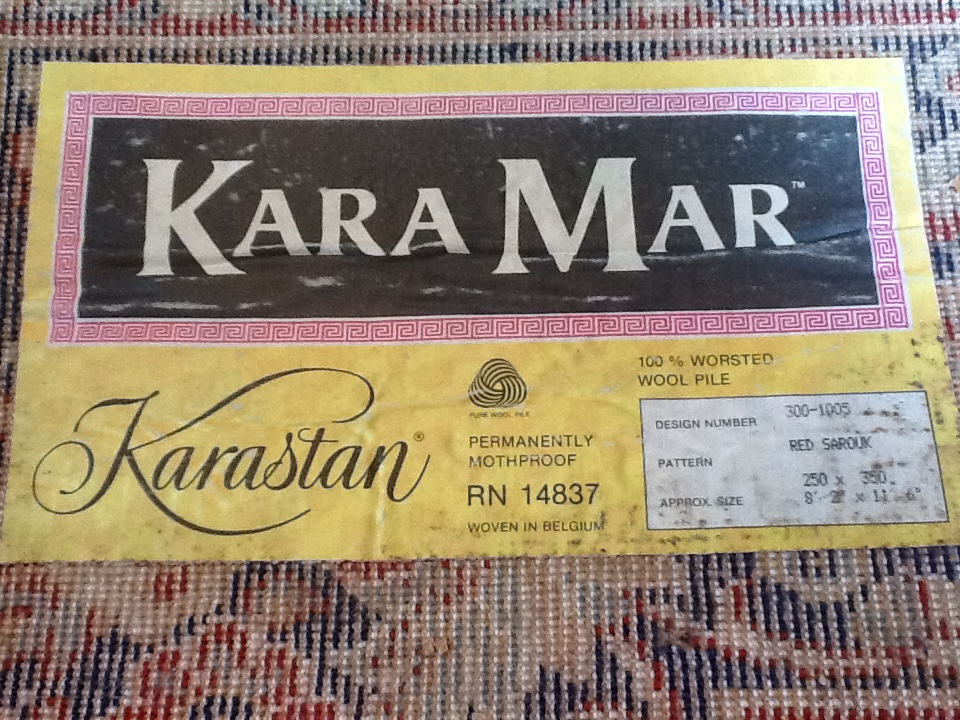 KARA MAR™
Karastan®
PURE WOOL PILE
PERMANENTLY
MOTHPROOF
RN 14837
WOVEN IN BELGIUM
100 % WORSTED
WOOL PILE
DESIGN NUMBER 300-1005
PATTERN RED SAROUK
250 x 350
APPROX. SIZE 8' 2" x 11' 6"